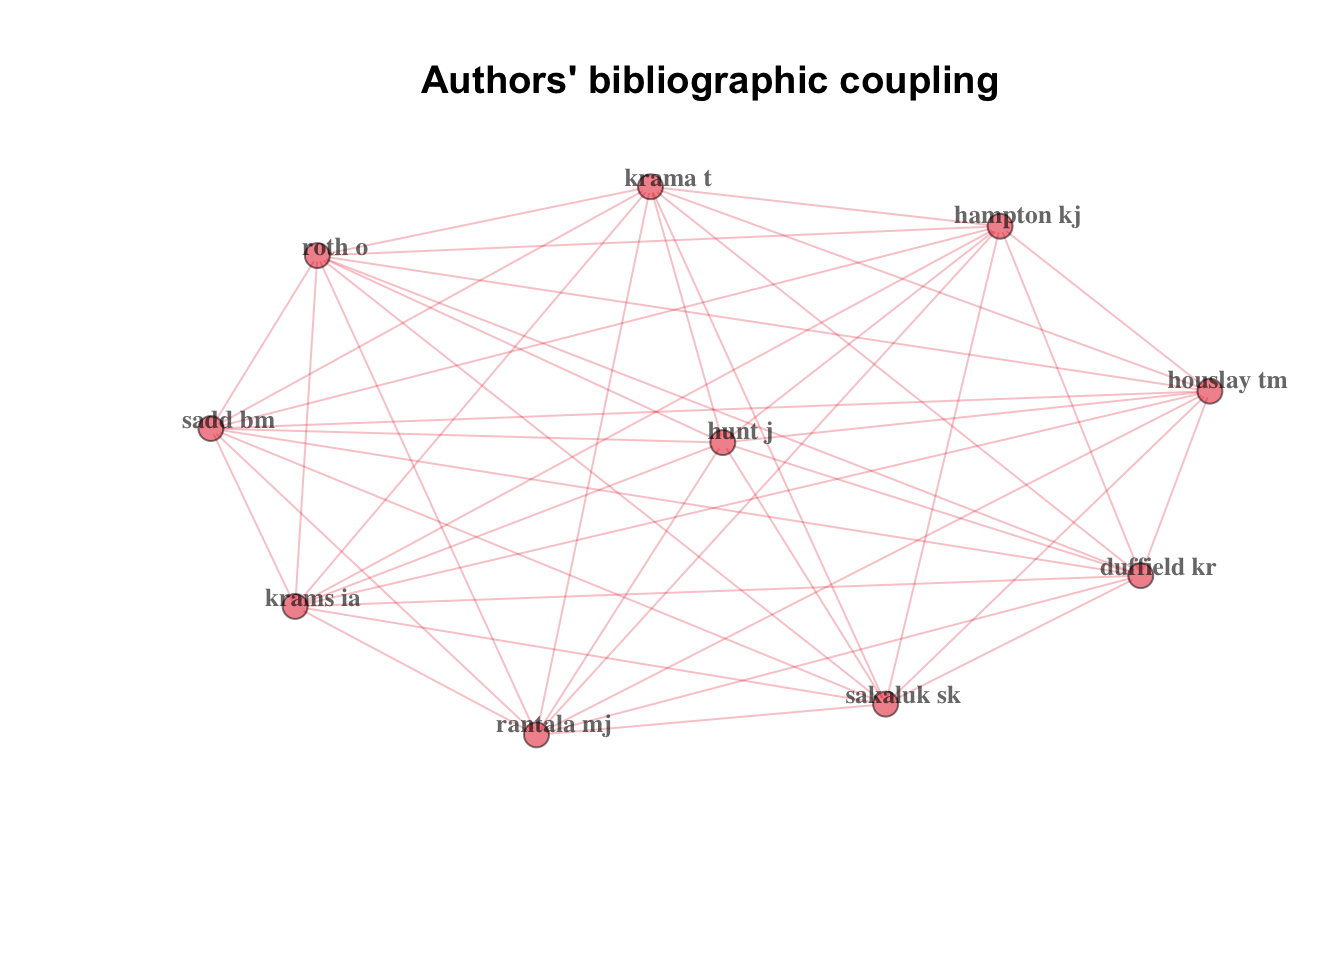 Authors' bibliographic coupling
krama t
hampton kj
roth o
houslay tm
sadd bm
hunt j
duffield kr
krams ia
sakaluk sk
rantala mj